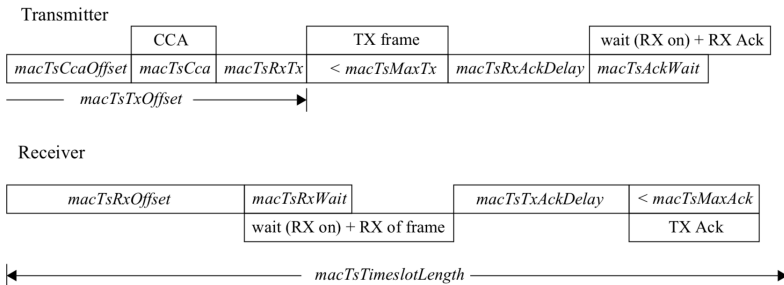 Transmitter
CCA TX frame wait (RX on) + RX Ack
macTsCcaOffset macTsCca macTsRxTx < macTsMaxTx macTsRxAckDelay macTsAckWait
macTsTxOffset
Receiver
macTsRxOffset macTsRxWait macTsTxAckDelay < macTsMaxAck
wait (RX on) + RX of frame TX Ack
macTsTimeslotLength